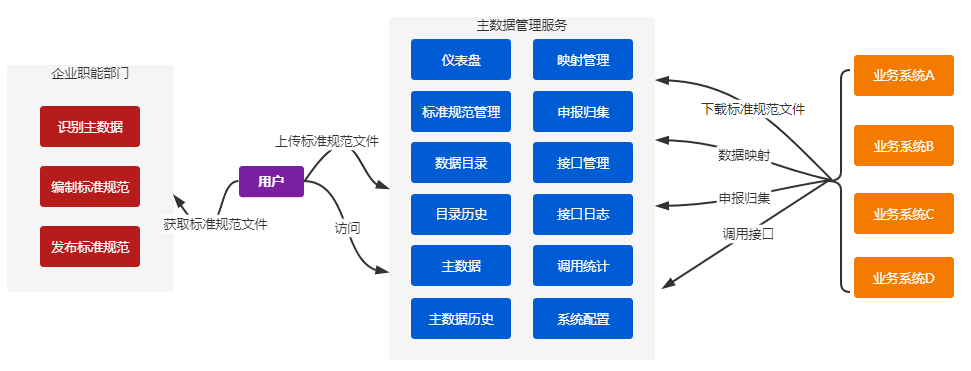 企业职能部门
识别主数据
编制标准规范
发布标准规范
获取标准规范文件
用户
上传标准规范文件
访问
主数据管理服务
仪表盘
映射管理
标准规范管理
申报归集
数据目录
接口管理
目录历史
接口日志
主数据
调用统计
主数据历史
系统配置
下载标准规范文件
数据映射
申报归集
调用接口
业务系统A
业务系统B
业务系统C
业务系统D